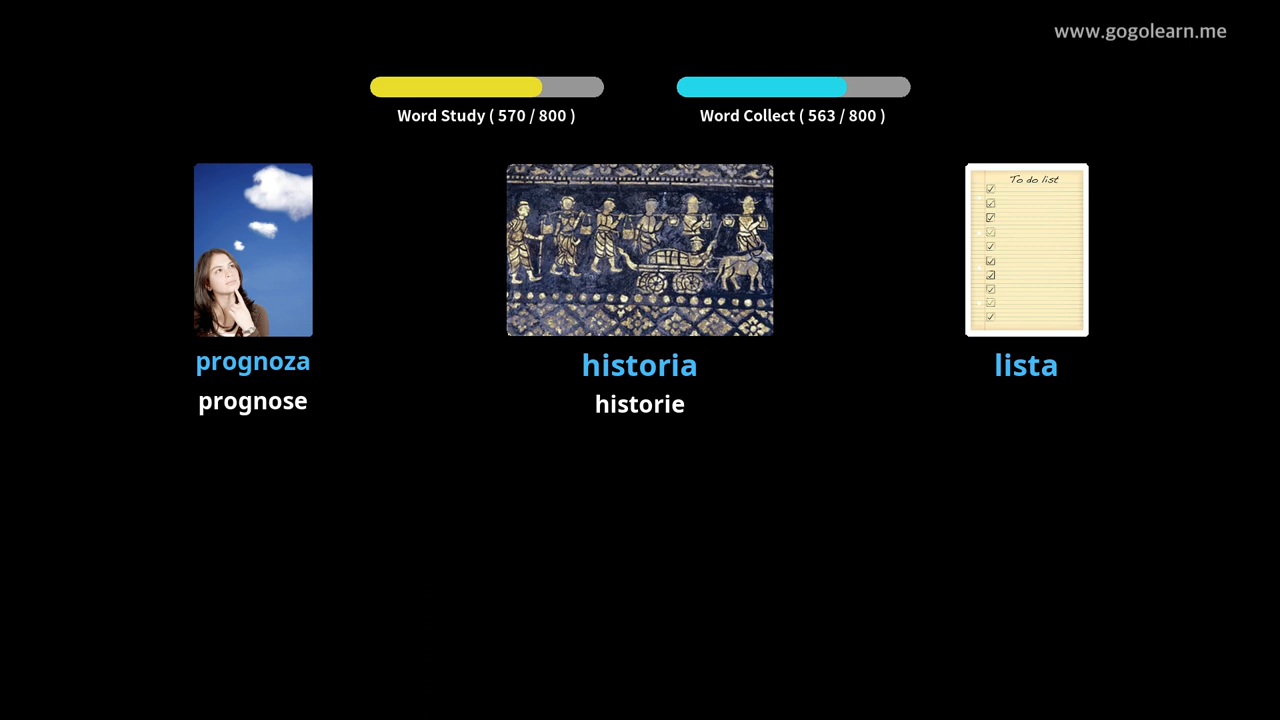 www.gogolearn.me
Word Study ( 570 / 800 )
Word Collect ( 563 / 800 )
To do list
prognoza
historia
lista
prognose
historie